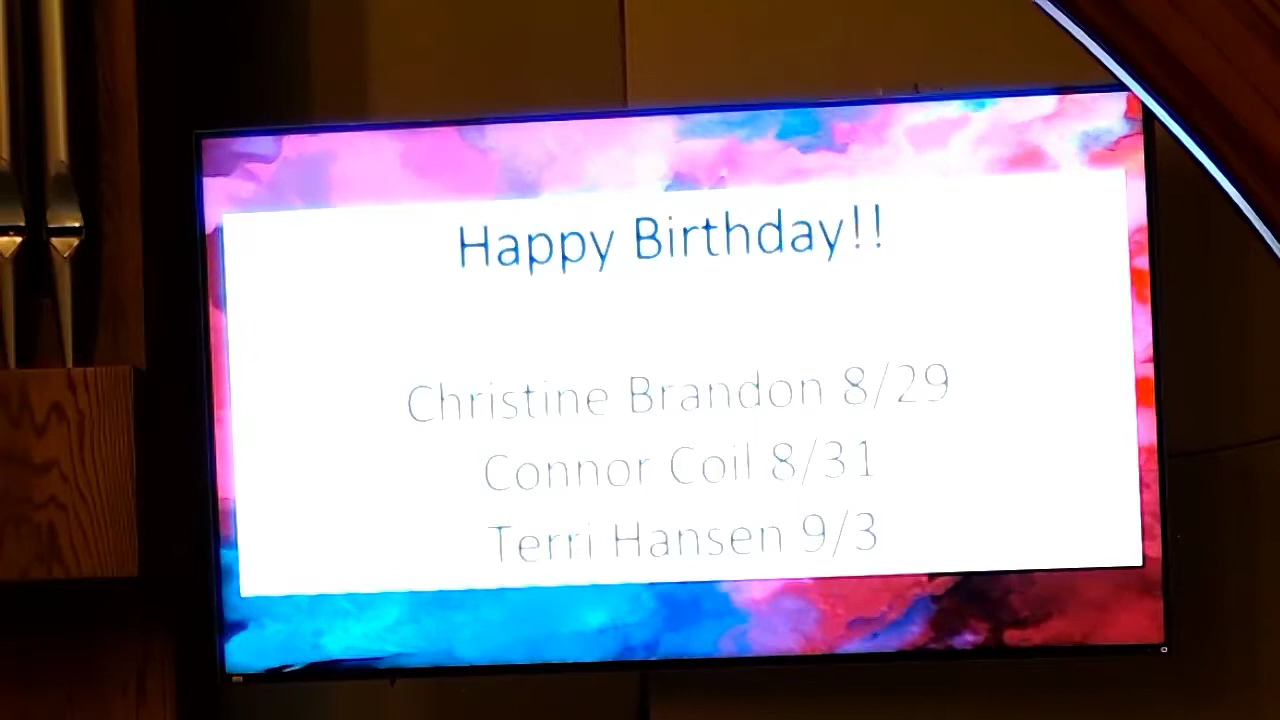 Happy Birthday!!
Christine Brandon 8/29
Connor Coil 8/31
Terri Hansen 9/3